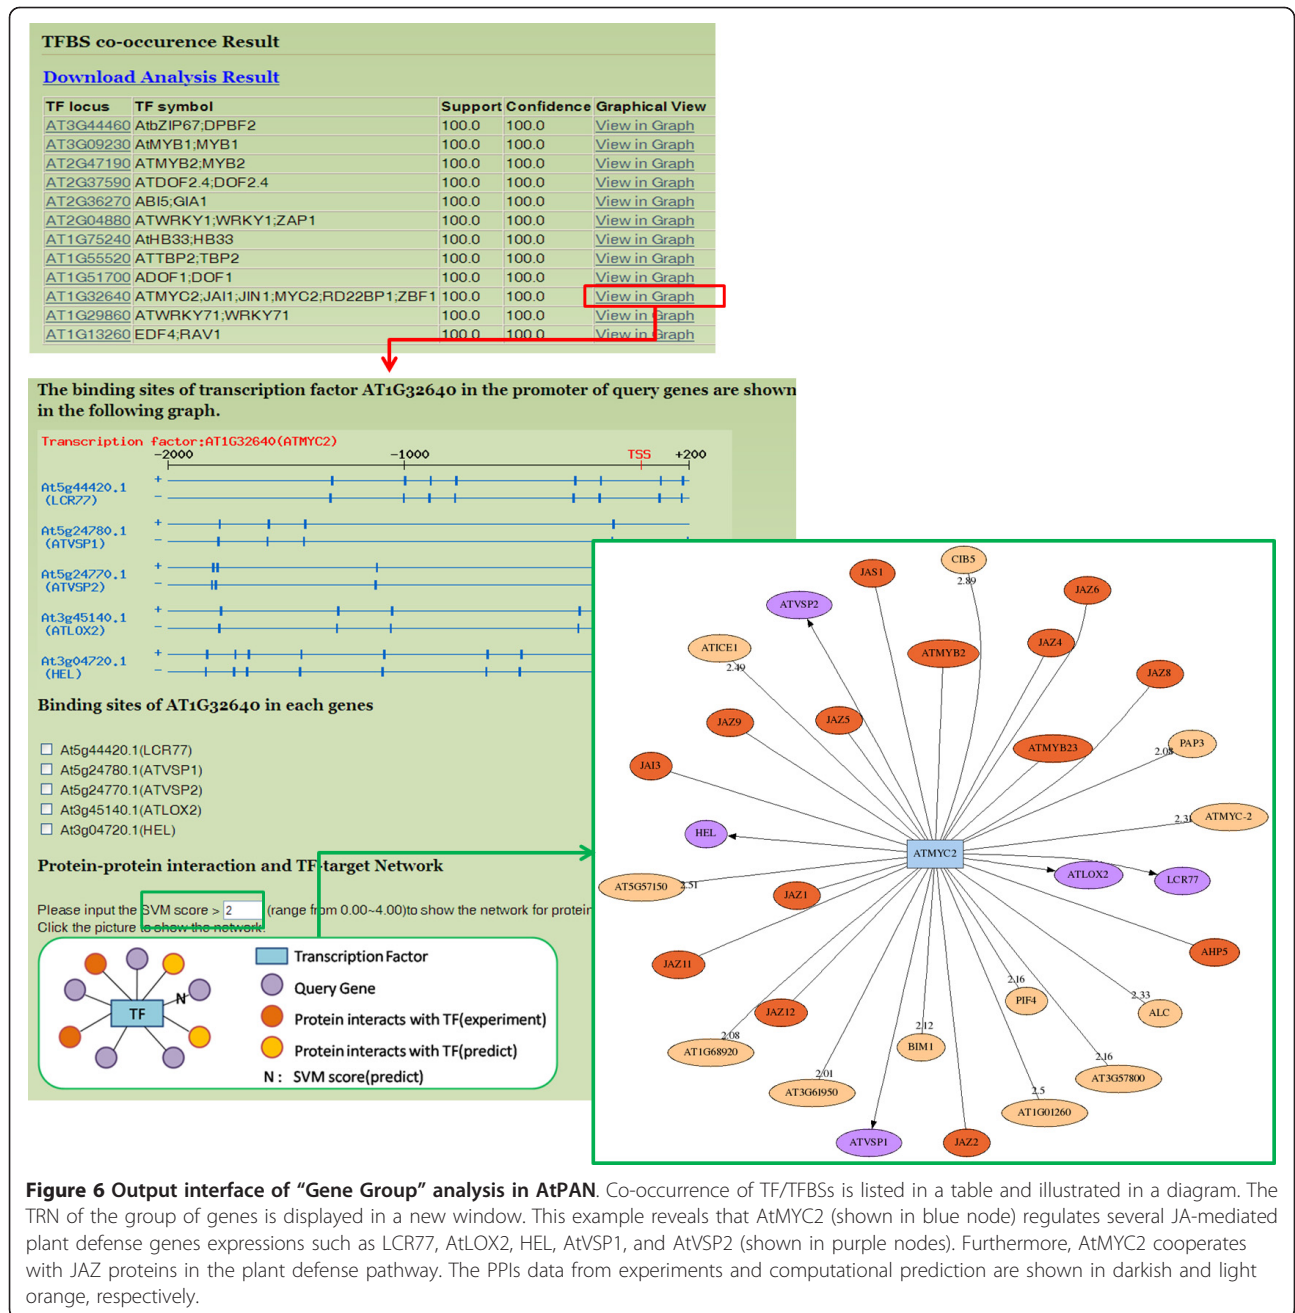 TFBS co-occurence Result
Download Analysis Result
TF locus TF symbol Support Confidence Graphical View
AT3G44460 AtbZIP67;DPBF2 100.0 100.0 View in Graph
AT3G09230 AtMYB1;MYB1 100.0 100.0 View in Graph
AT2G47190 ATMYB2;MYB2 100.0 100.0 View in Graph
AT2G37590 ATDOF2.4;DOF2.4 100.0 100.0 View in Graph
AT2G36270 ABI5;GIA1 100.0 100.0 View in Graph
AT2G04880 ATWRKY1;WRKY1;ZAP1 100.0 100.0 View in Graph
AT1G75240 AtHB33;HB33 100.0 100.0 View in Graph
AT1G55520 ATTBP2;TBP2 100.0 100.0 View in Graph
AT1G51700 ADOF1;DOF1 100.0 100.0 View in Graph
AT1G32640 ATMYC2;JAI1;JIN1;MYC2;RD22BP1;ZBF1 100.0 100.0 View in Graph
AT1G29860 ATWRKY71;WRKY71 100.0 100.0 View in Graph
AT1G13260 EDF4;RAV1 100.0 100.0 View in Graph
The binding sites of transcription factor AT1G32640 in the promoter of query genes are shown
in the following graph.
Transcription factor:AT1G32640(ATMYC2)
-2000 -1000 TSS +200
At5g44420.1 + 
(LCR77) -
At5g24780.1 +
(ATVSP1) -
At5g24770.1 +
(ATVSP2) -
At3g45140.1 +
(ATLOX2) -
At3g04720.1 +
(HEL) -
Binding sites of AT1G32640 in each genes
At5g44420.1(LCR77)
At5g24780.1(ATVSP1)
At5g24770.1(ATVSP2)
At3g45140.1(ATLOX2)
At3g04720.1(HEL)
Protein-protein interaction and TF-target Network
Please input the SVM score > 2 (range from 0.00~4.00)to show the network for protein
Click the picture to show the network.
TF
N
Transcription Factor
Query Gene
Protein interacts with TF(experiment)
Protein interacts with TF(predict)
N : SVM score(predict)
CIB5
2.89
JAS1
JAZ6
ATVSP2
JAZ4
ATICE1
2.49
ATMYB2
JAZ8
JAZ9
JAZ5
ATMYB23
PAP3
2.08
JAI3
ATMYC-2
2.31
HEL
ATMYC2
ATLOX2
LCR77
AT5G57150
2.51
JAZ1
JAZ11
AHP5
2.16
PIF4
2.33
ALC
JAZ12
2.08
AT1G68920
2.12
BIM1
2.16
AT3G57800
2.01
AT3G61950
2.5
AT1G01260
ATVSP1
JAZ2
Figure 6 Output interface of “Gene Group” analysis in AtPAN. Co-occurrence of TF/TFBSs is listed in a table and illustrated in a diagram. The
TRN of the group of genes is displayed in a new window. This example reveals that AtMYC2 (shown in blue node) regulates several JA-mediated
plant defense genes expressions such as LCR77, AtLOX2, HEL, AtVSP1, and AtVSP2 (shown in purple nodes). Furthermore, AtMYC2 cooperates
with JAZ proteins in the plant defense pathway. The PPIs data from experiments and computational prediction are shown in darkish and light
orange, respectively.